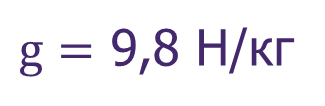 g = 9,8 Н/кг